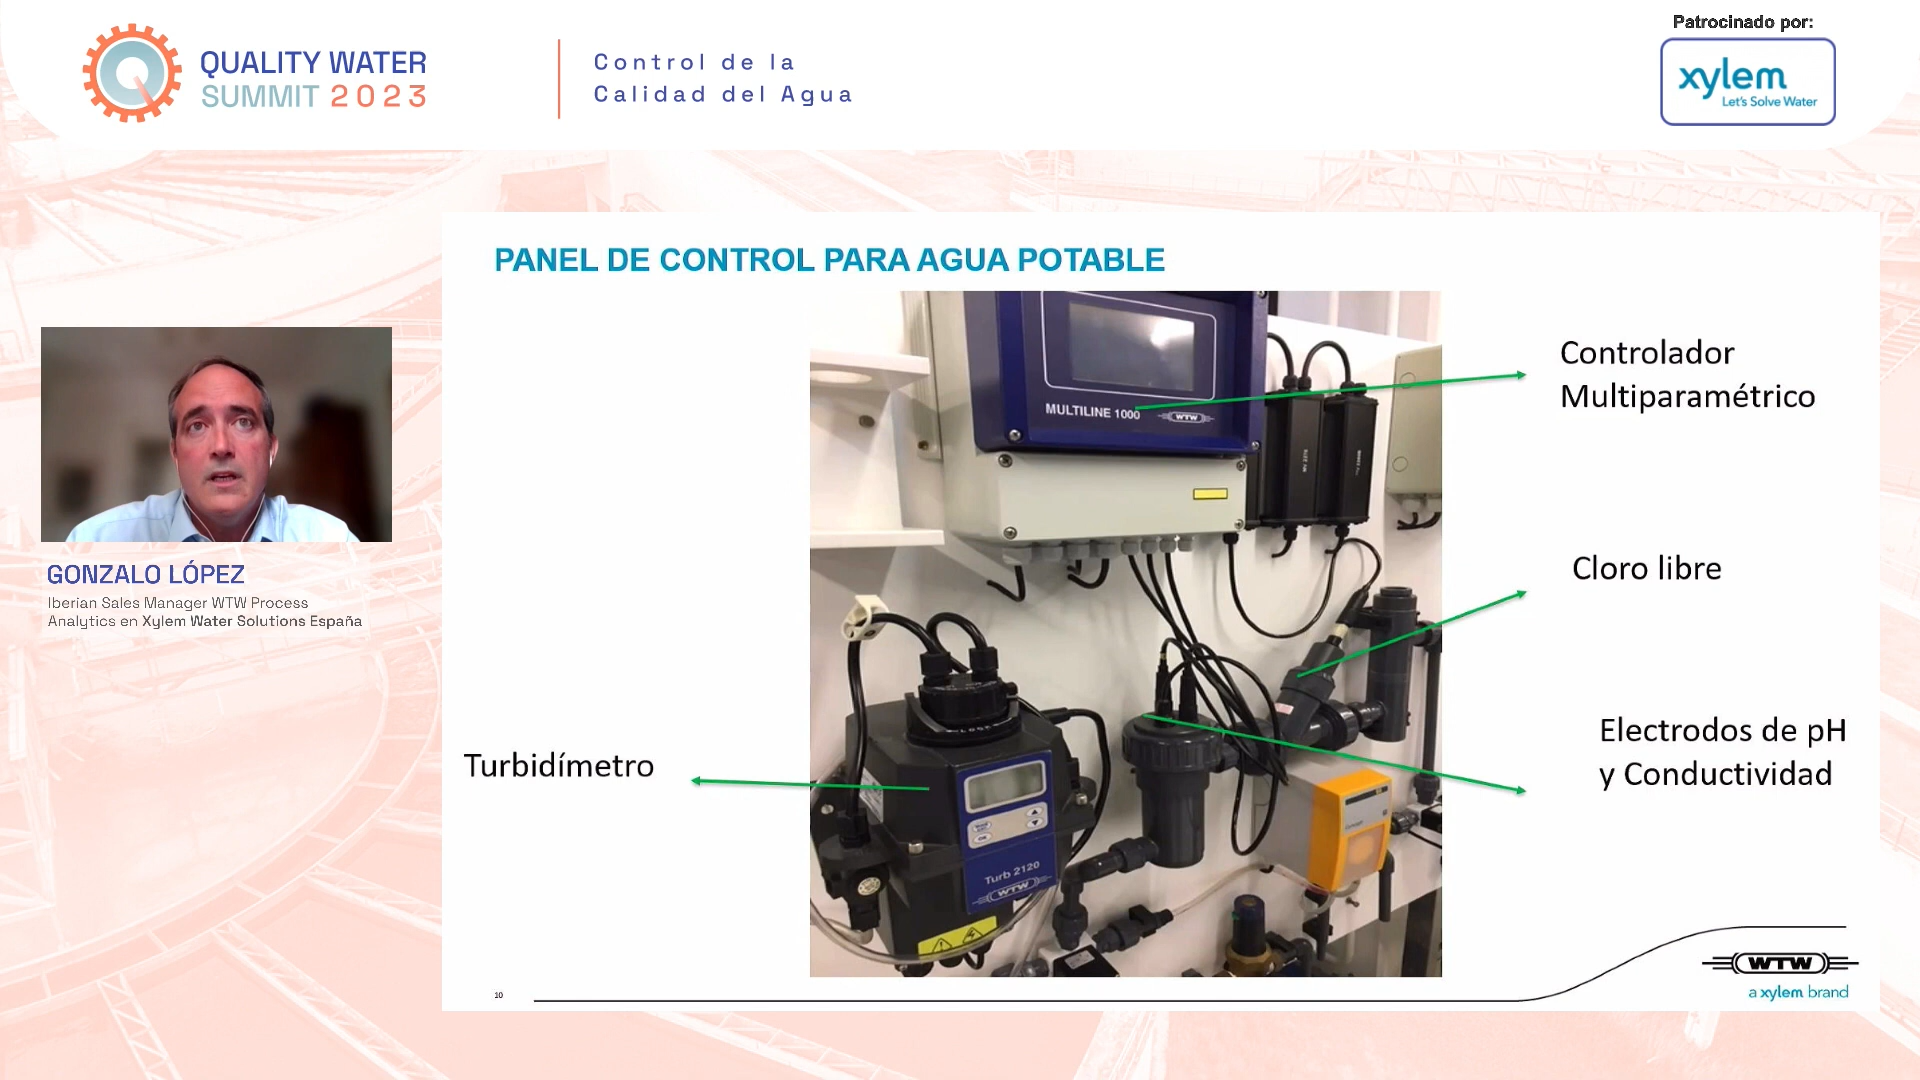 QUALITY WATER
SUMMIT 2023
Control de la
Calidad del Agua
Patrocinado por:
xylem
Let's Solve Water
PANEL DE CONTROL PARA AGUA POTABLE
MULTILINE 1000
WTW
Controlador
Multiparamétrico
Cloro libre
Electrodos de pH
y Conductividad
Turbidímetro
OK
Turb 2120
WTW
GONZALO LÓPEZ
Iberian Sales Manager WTW Process
Analytics en Xylem Water Solutions España
10
WTW
a xylem brand